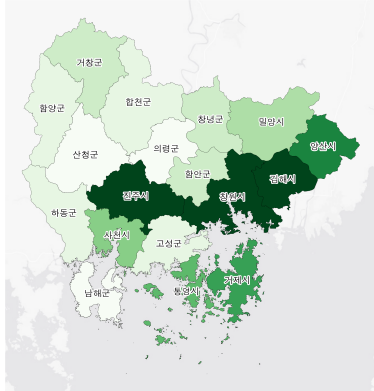 거창군
함양군
합천군
창녕군
밀양시
양산시
산청군
의령군
함안군
김해시
진주시
창원시
하동군
사천시
고성군
거제시
통영시
남해군